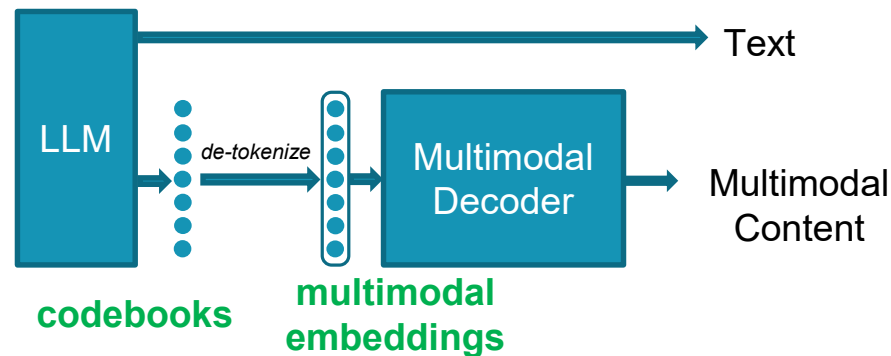 Text
LLM
de-tokenize
Multimodal
Decoder
Multimodal
Content
codebooks
multimodal
embeddings